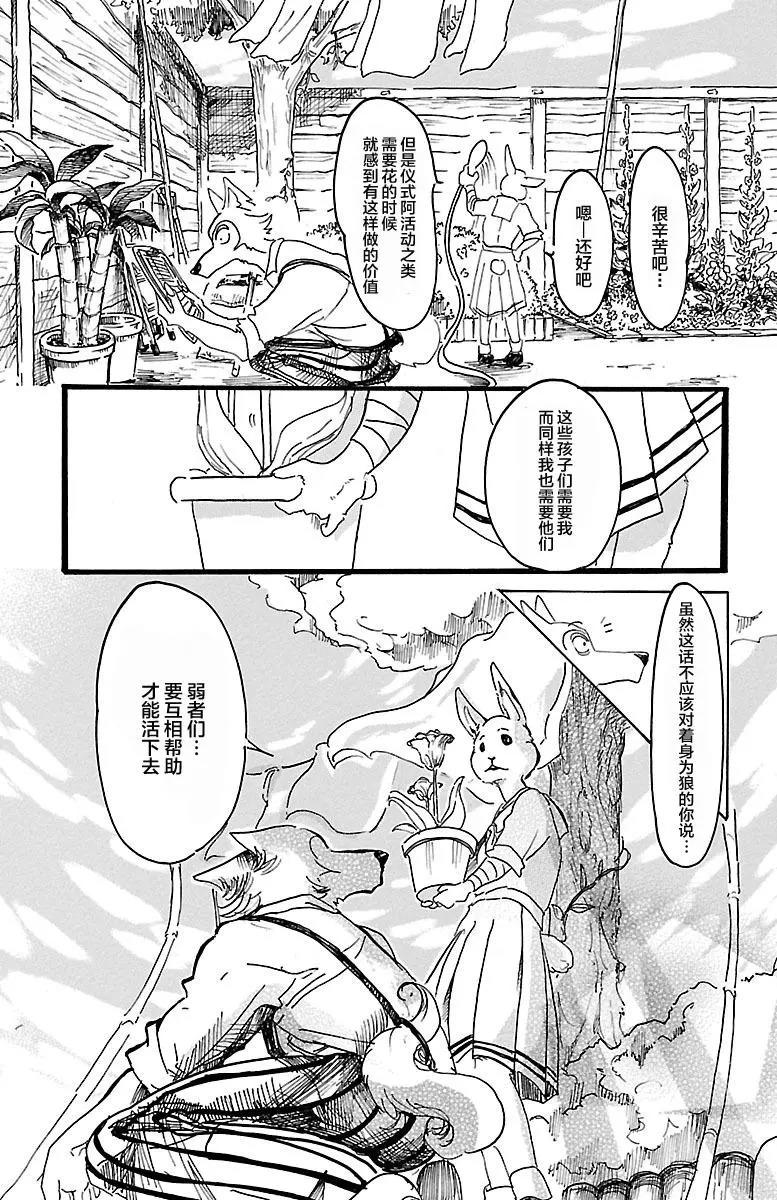 很辛苦吧…
嗯—还好吧
但是仪式阿活动之类
需要花的时候
就感到有这样做的价值
这些孩子们需要我
而同样我也需要他们
虽然这话不应该对着身为狼的你说…
弱者们…
要互相帮助
才能活下去